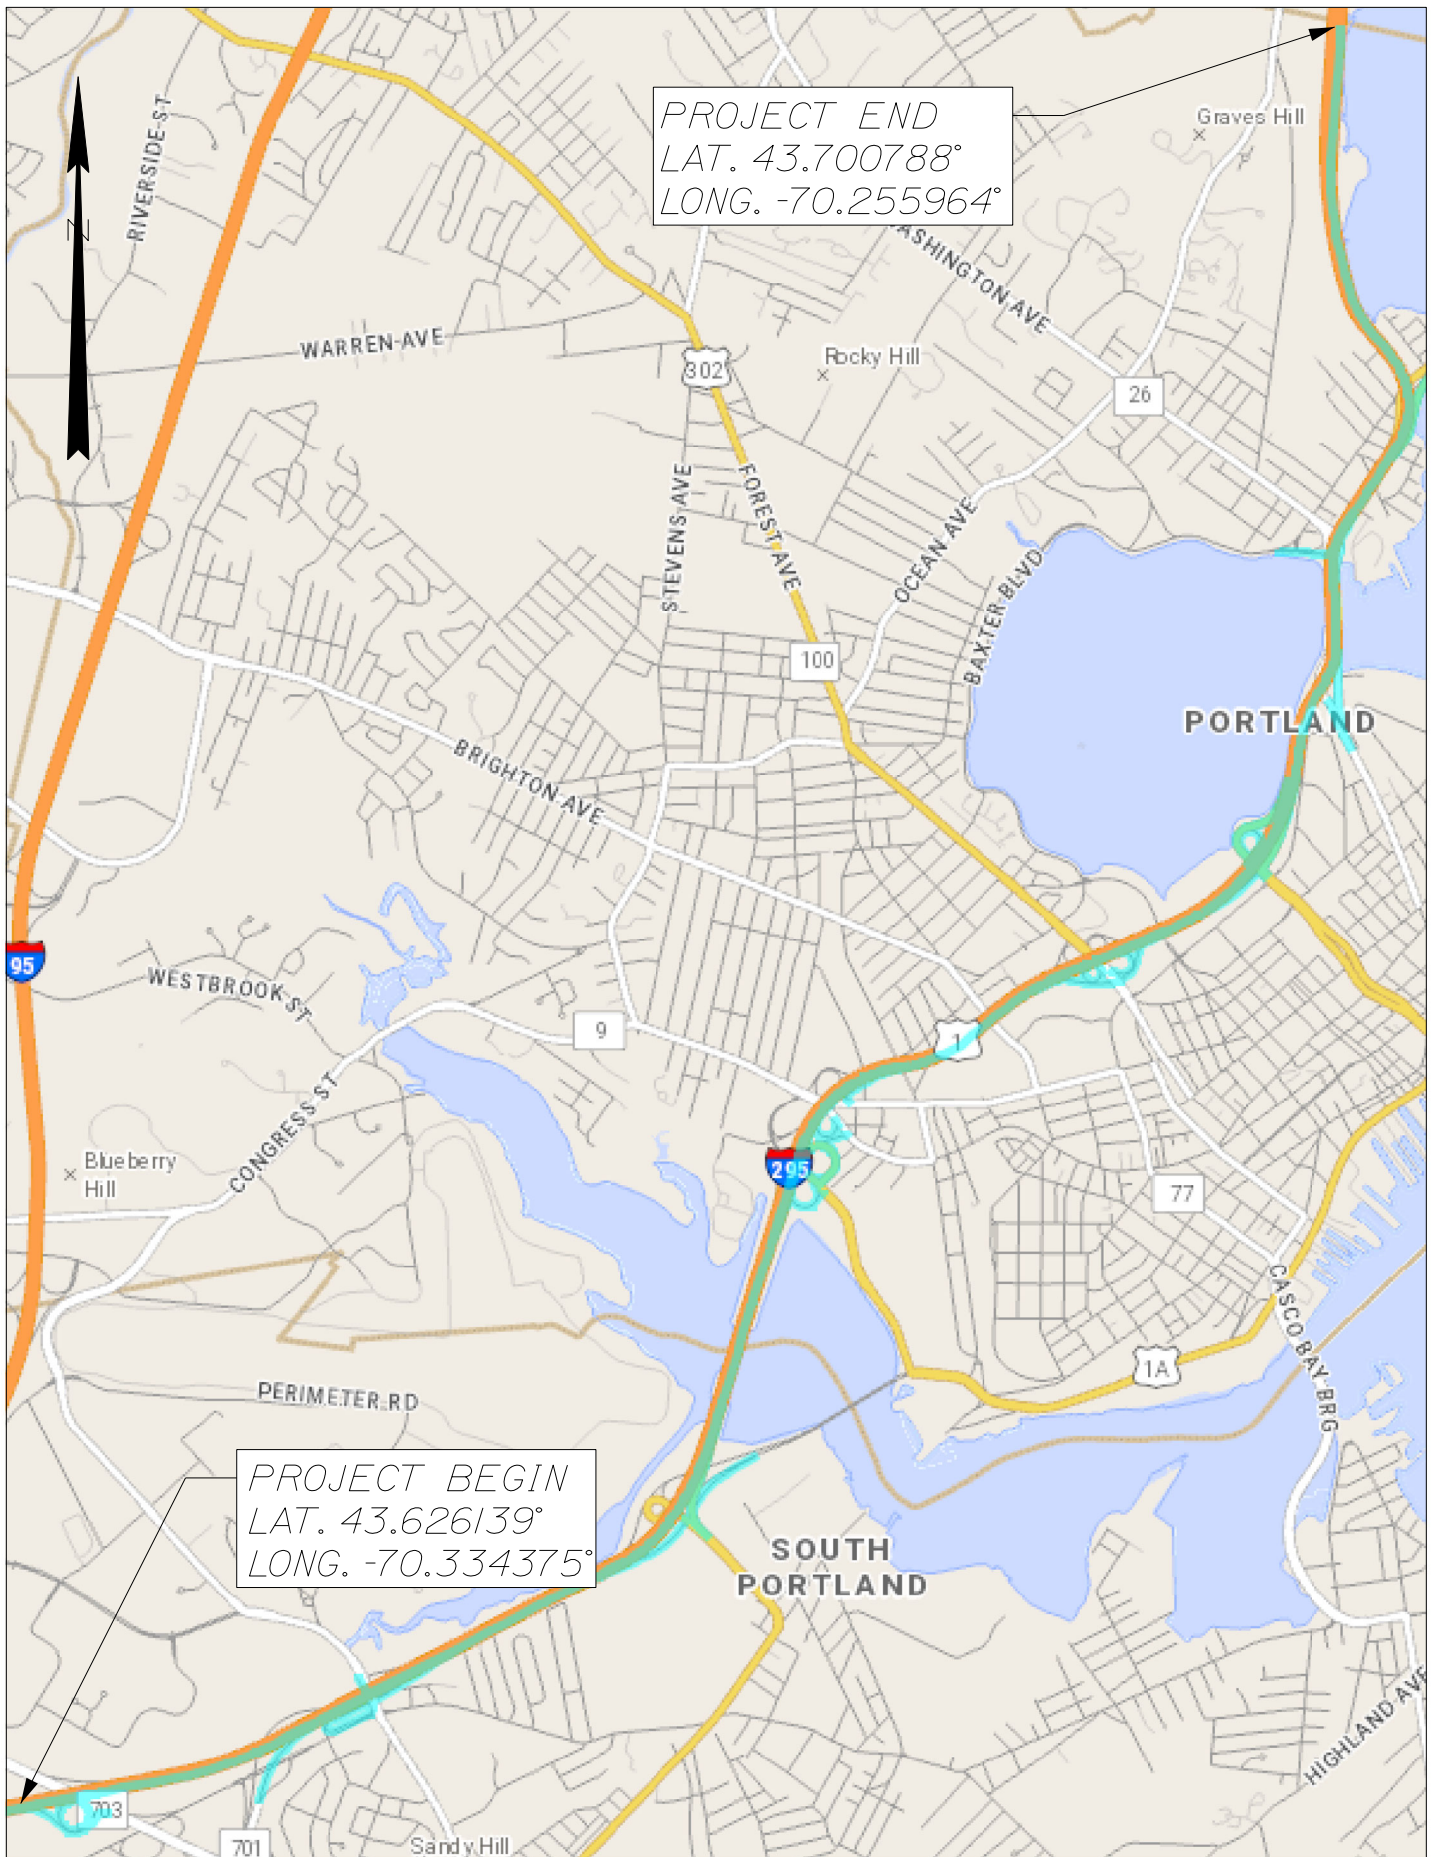 PROJECT END
LAT. 43.700788°
LONG. -70.255964°
Graves Hill
RIVERSIDE ST
N
WASHINGTON AVE
WARREN AVE
302
Rocky Hill
26
STEVENS AVE
FOREST AVE
OCEAN AVE
BAXTER BLVD
100
PORTLAND
BRIGHTON AVE
95
WESTBROOK ST
9
1
CONGRESS ST
Blueberry
Hill
295
77
CASCO BAY BRG
1A
PERIMETER RD
PROJECT BEGIN
LAT. 43.626139°
LONG. -70.334375°
SOUTH
PORTLAND
HIGHLAND AVE
703
701
Sandy Hill